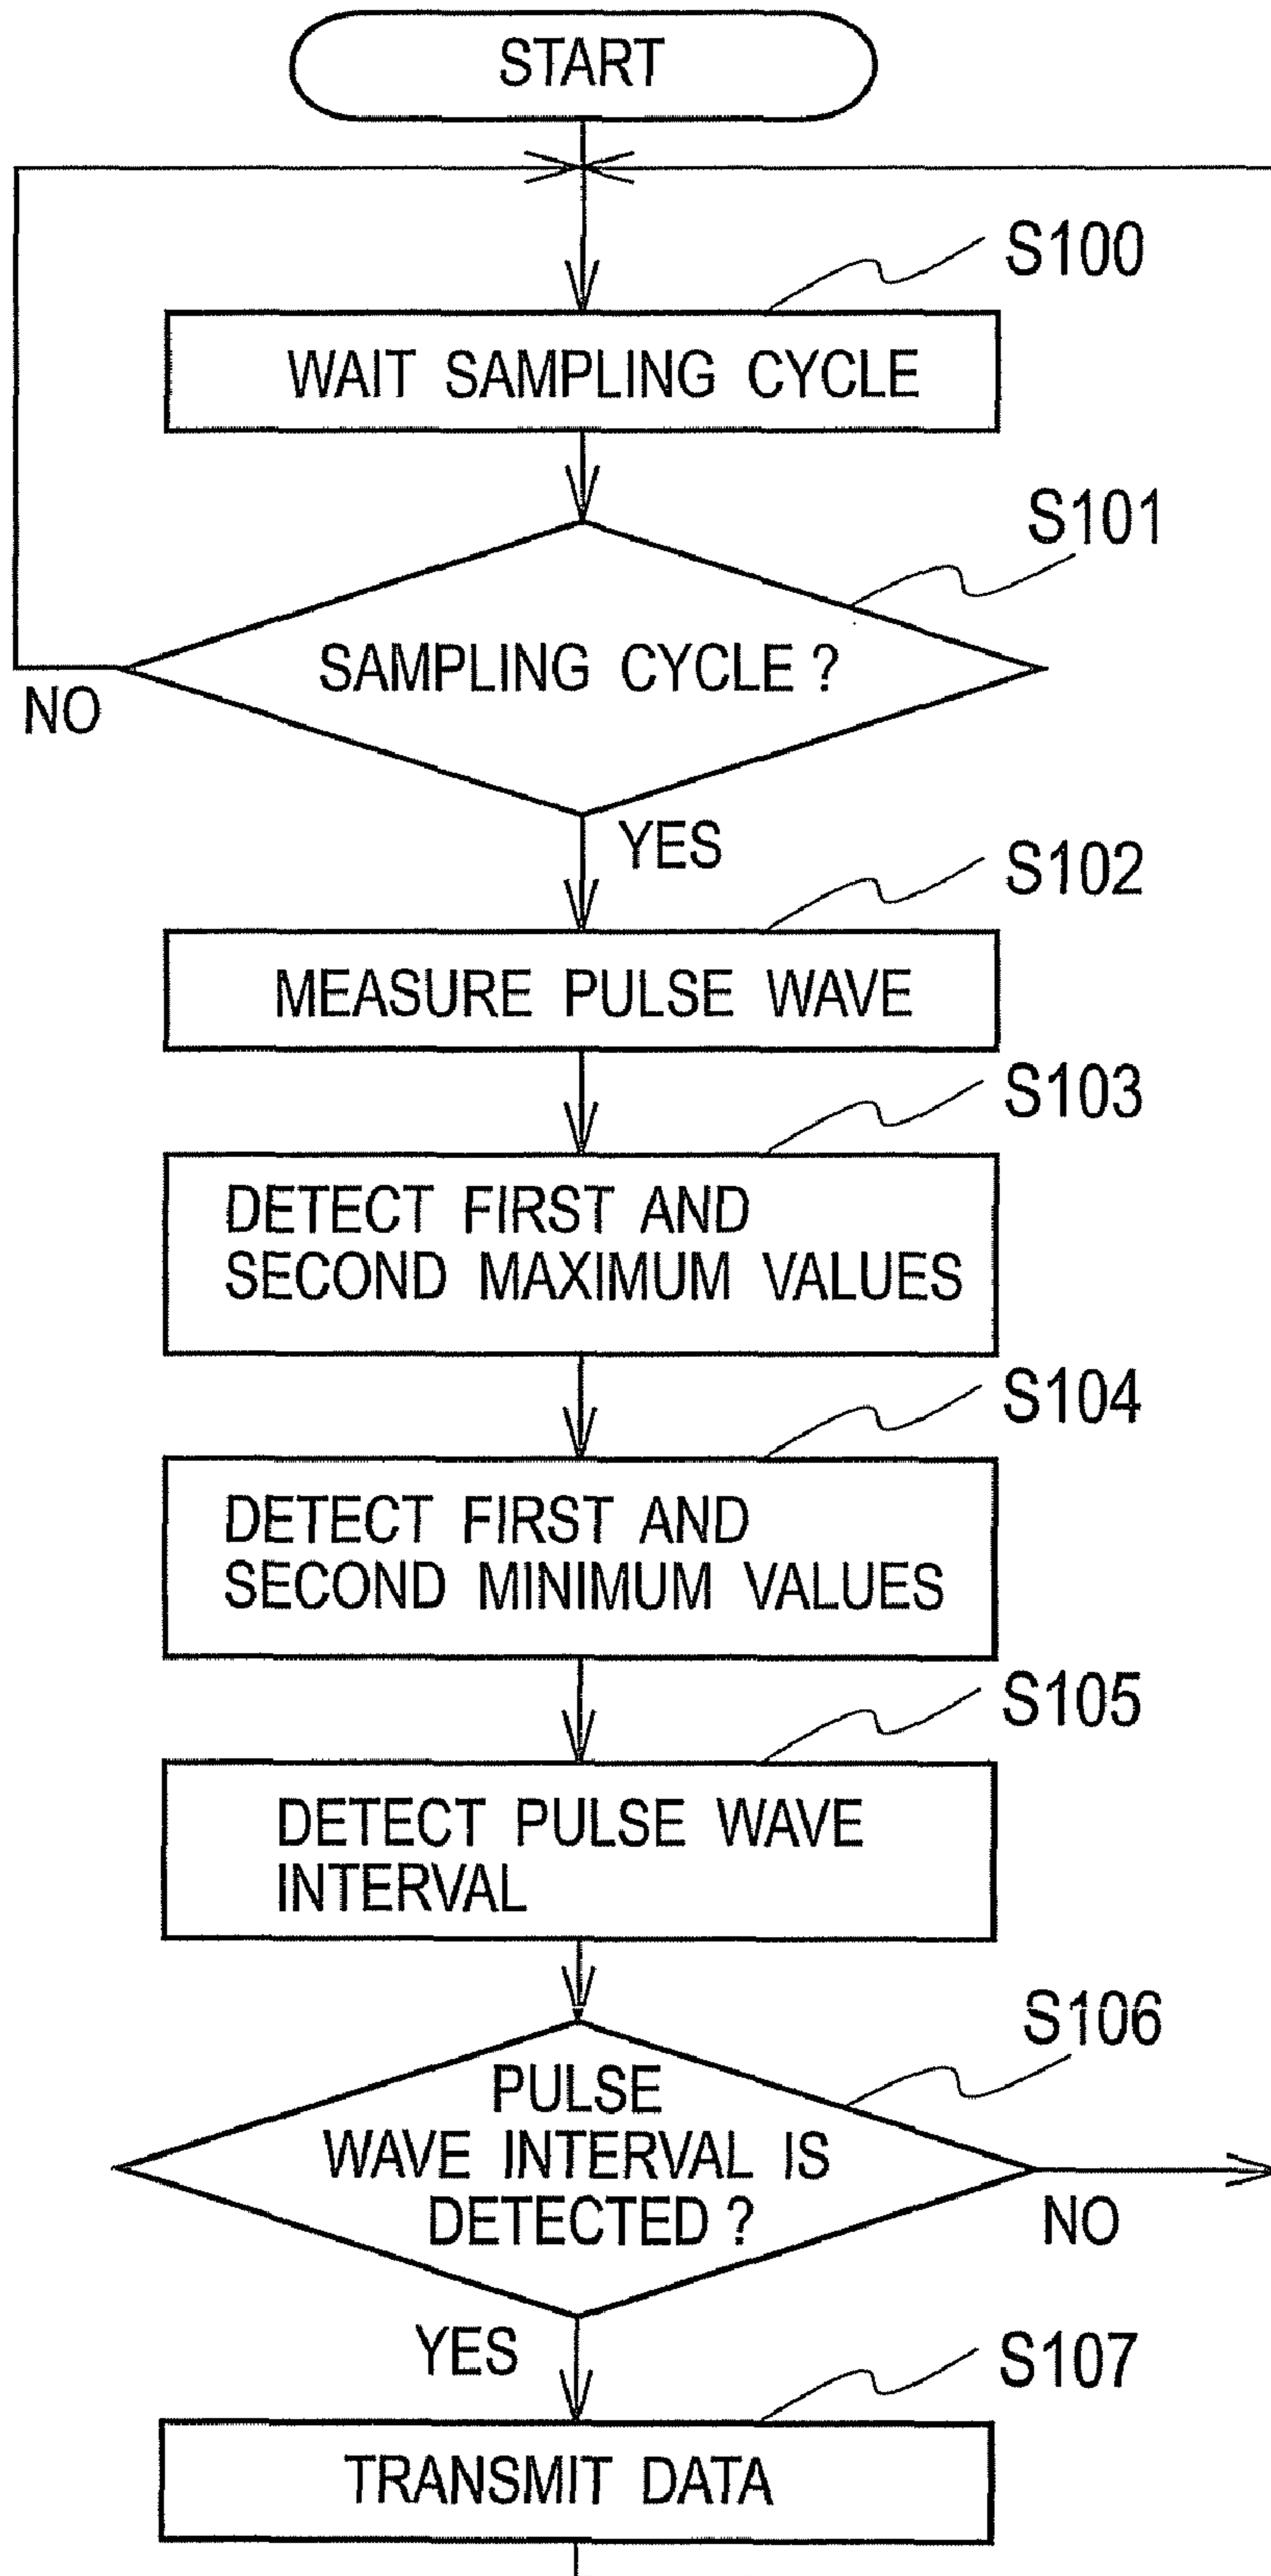 START
S100
WAIT SAMPLING CYCLE
S101
SAMPLING CYCLE ?
NO
YES
S102
MEASURE PULSE WAVE
S103
DETECT FIRST AND
SECOND MAXIMUM VALUES
S104
DETECT FIRST AND
SECOND MINIMUM VALUES
S105
DETECT PULSE WAVE
INTERVAL
S106
PULSE
WAVE INTERVAL IS
DETECTED ?
NO
YES
S107
TRANSMIT DATA